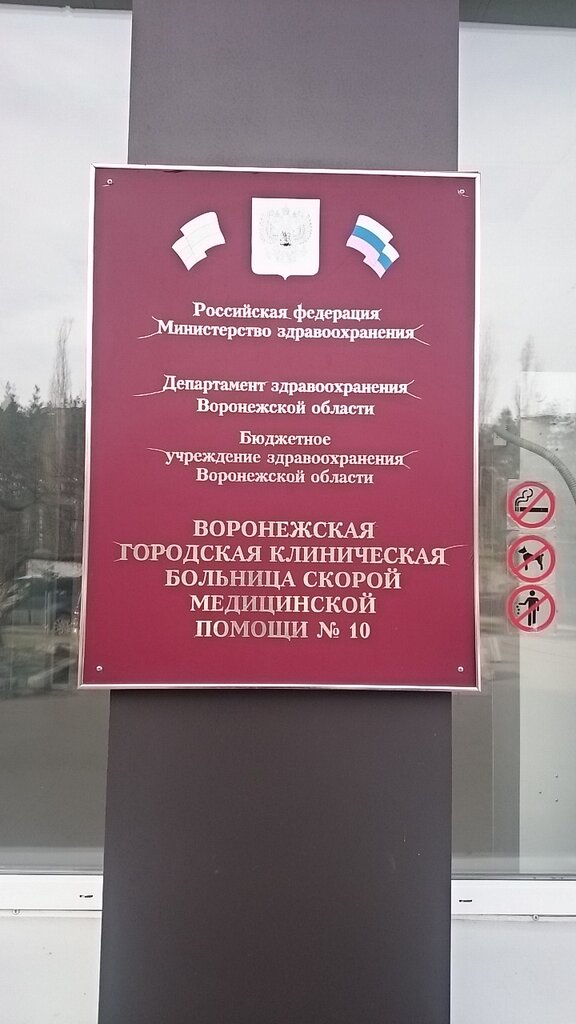 Российская федерация
Министерство здравоохранения
Департамент здравоохранения
Воронежской области
Бюджетное
учреждение здравоохранения
Воронежской области
ВОРОНЕЖСКАЯ
ГОРОДСКАЯ КЛИНИЧЕСКАЯ
БОЛЬНИЦА СКОРОЙ
МЕДИЦИНСКОЙ
ПОМОЩИ № 10